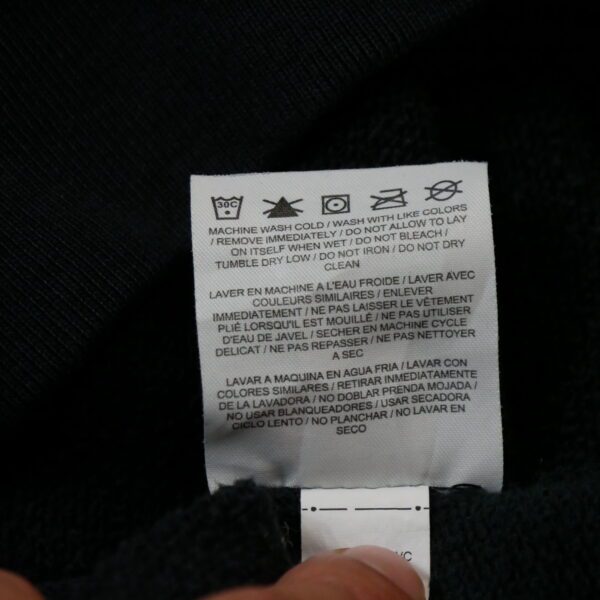 30C
MACHINE WASH COLD / WASH WITH LIKE COLORS
/ REMOVE IMMEDIATELY / DO NOT ALLOW TO LAY
ON ITSELF WHEN WET / DO NOT BLEACH /
TUMBLE DRY LOW / DO NOT IRON / DO NOT DRY
CLEAN
LAVER EN MACHINE A L'EAU FROIDE / LAVER AVEC
COULEURS SIMILAIRES / ENLEVER
IMMEDIATEMENT / NE PAS LAISSER LE VÊTEMENT
PLIÉ LORSQU'IL EST MOUILLÉ / NE PAS UTILISER
D'EAU DE JAVEL / SECHER EN MACHINE CYCLE
DELICAT / NE PAS REPASSER / NE PAS NETTOYER
A SEC
LAVAR A MAQUINA EN AGUA FRIA / LAVAR CON
COLORES SIMILARES / RETIRAR INMEDIATAMENTE
DE LA LAVADORA / NO DOBLAR PRENDA MOJADA /
NO USAR BLANQUEADORES / USAR SECADORA
CICLO LENTO / NO PLANCHAR / NO LAVAR EN
SECO